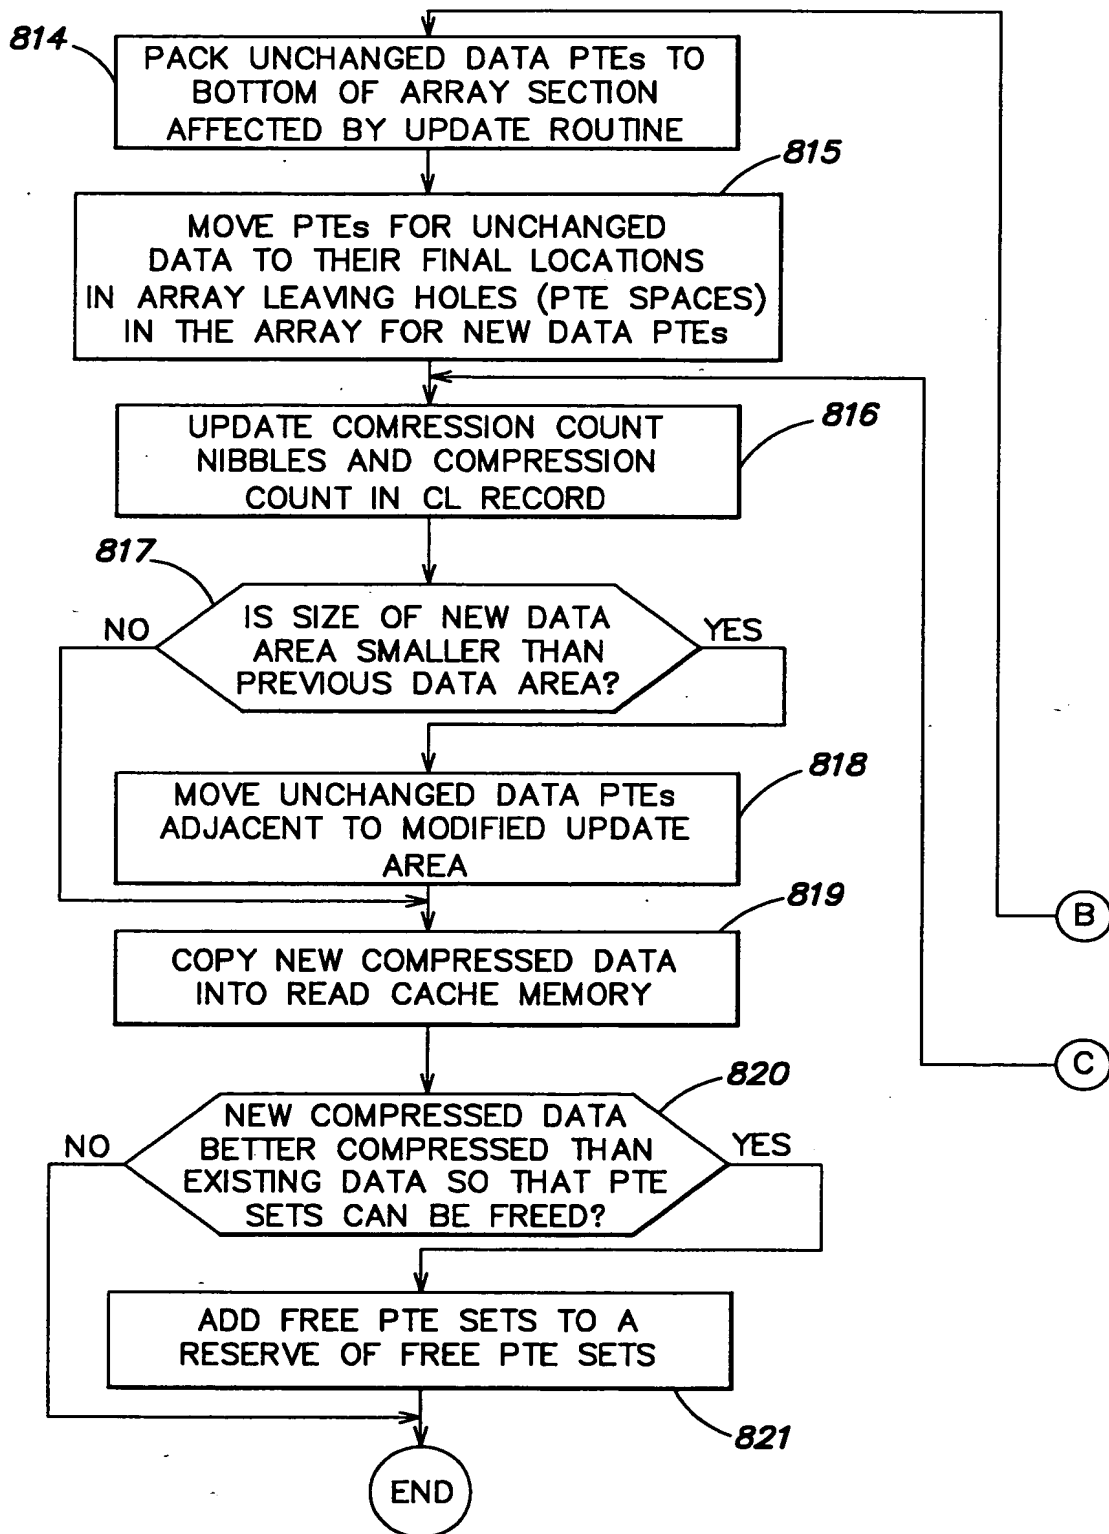 814
PACK UNCHANGED DATA PTEs TO
BOTTOM OF ARRAY SECTION
AFFECTED BY UPDATE ROUTINE
815
MOVE PTEs FOR UNCHANGED
DATA TO THEIR FINAL LOCATIONS
IN ARRAY LEAVING HOLES (PTE SPACES)
IN THE ARRAY FOR NEW DATA PTEs
816
UPDATE COMRESSION COUNT
NIBBLES AND COMPRESSION
COUNT IN CL RECORD
817
NO
IS SIZE OF NEW DATA
AREA SMALLER THAN
PREVIOUS DATA AREA?
YES
818
MOVE UNCHANGED DATA PTEs
ADJACENT TO MODIFIED UPDATE
AREA
819
B
COPY NEW COMPRESSED DATA
INTO READ CACHE MEMORY
C
820
NO
NEW COMPRESSED DATA
BETTER COMPRESSED THAN
EXISTING DATA SO THAT PTE
SETS CAN BE FREED?
YES
ADD FREE PTE SETS TO A
RESERVE OF FREE PTE SETS
821
END